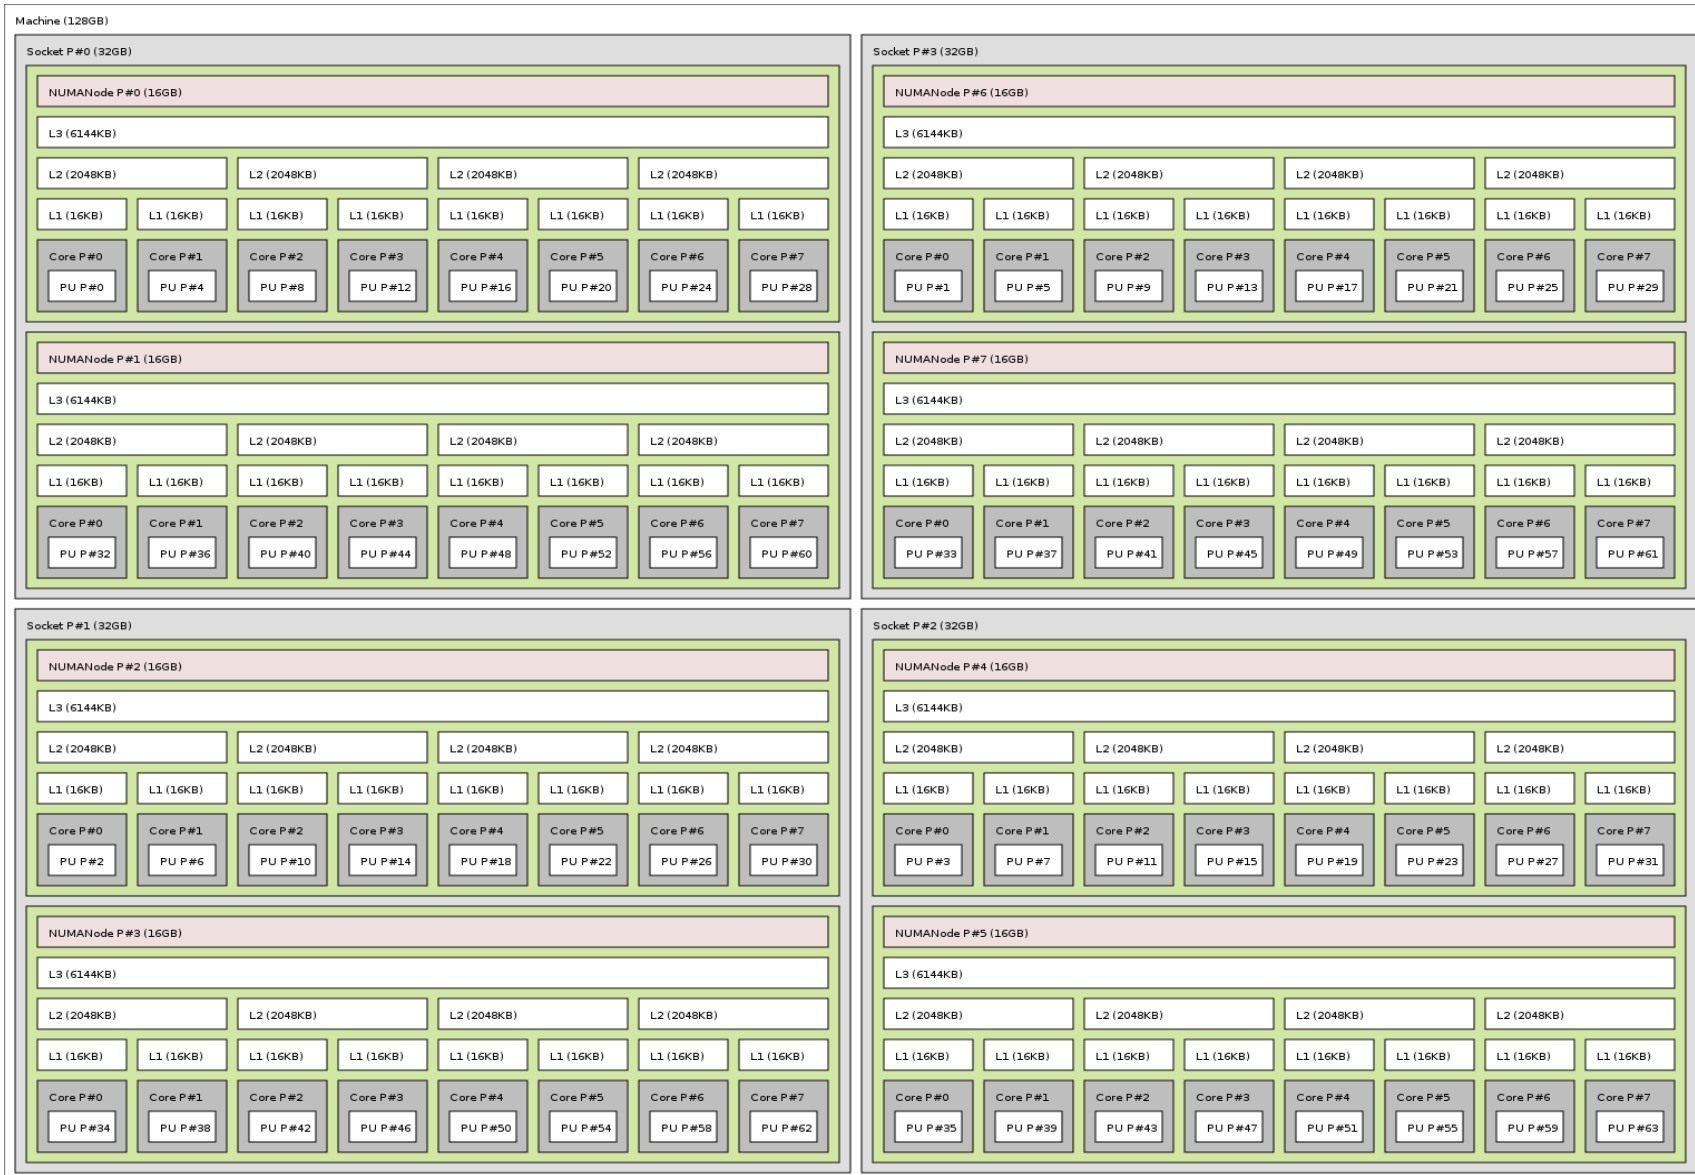 Machine (128GB)
Socket P#0 (32GB)
NUMANode P#0 (16GB)
L3 (6144KB)
L2 (2048KB) L2 (2048KB) L2 (2048KB) L2 (2048KB)
L1 (16KB) L1 (16KB) L1 (16KB) L1 (16KB) L1 (16KB) L1 (16KB) L1 (16KB) L1 (16KB)
Core P#0 Core P#1 Core P#2 Core P#3 Core P#4 Core P#5 Core P#6 Core P#7
PU P#0 PU P#4 PU P#8 PU P#12 PU P#16 PU P#20 PU P#24 PU P#28
NUMANode P#1 (16GB)
L3 (6144KB)
L2 (2048KB) L2 (2048KB) L2 (2048KB) L2 (2048KB)
L1 (16KB) L1 (16KB) L1 (16KB) L1 (16KB) L1 (16KB) L1 (16KB) L1 (16KB) L1 (16KB)
Core P#0 Core P#1 Core P#2 Core P#3 Core P#4 Core P#5 Core P#6 Core P#7
PU P#32 PU P#36 PU P#40 PU P#44 PU P#48 PU P#52 PU P#56 PU P#60
Socket P#3 (32GB)
NUMANode P#6 (16GB)
L3 (6144KB)
L2 (2048KB) L2 (2048KB) L2 (2048KB) L2 (2048KB)
L1 (16KB) L1 (16KB) L1 (16KB) L1 (16KB) L1 (16KB) L1 (16KB) L1 (16KB) L1 (16KB)
Core P#0 Core P#1 Core P#2 Core P#3 Core P#4 Core P#5 Core P#6 Core P#7
PU P#1 PU P#5 PU P#9 PU P#13 PU P#17 PU P#21 PU P#25 PU P#29
NUMANode P#7 (16GB)
L3 (6144KB)
L2 (2048KB) L2 (2048KB) L2 (2048KB) L2 (2048KB)
L1 (16KB) L1 (16KB) L1 (16KB) L1 (16KB) L1 (16KB) L1 (16KB) L1 (16KB) L1 (16KB)
Core P#0 Core P#1 Core P#2 Core P#3 Core P#4 Core P#5 Core P#6 Core P#7
PU P#33 PU P#37 PU P#41 PU P#45 PU P#49 PU P#53 PU P#57 PU P#61
Socket P#1 (32GB)
NUMANode P#2 (16GB)
L3 (6144KB)
L2 (2048KB) L2 (2048KB) L2 (2048KB) L2 (2048KB)
L1 (16KB) L1 (16KB) L1 (16KB) L1 (16KB) L1 (16KB) L1 (16KB) L1 (16KB) L1 (16KB)
Core P#0 Core P#1 Core P#2 Core P#3 Core P#4 Core P#5 Core P#6 Core P#7
PU P#2 PU P#6 PU P#10 PU P#14 PU P#18 PU P#22 PU P#26 PU P#30
NUMANode P#3 (16GB)
L3 (6144KB)
L2 (2048KB) L2 (2048KB) L2 (2048KB) L2 (2048KB)
L1 (16KB) L1 (16KB) L1 (16KB) L1 (16KB) L1 (16KB) L1 (16KB) L1 (16KB) L1 (16KB)
Core P#0 Core P#1 Core P#2 Core P#3 Core P#4 Core P#5 Core P#6 Core P#7
PU P#34 PU P#38 PU P#42 PU P#46 PU P#50 PU P#54 PU P#58 PU P#62
Socket P#2 (32GB)
NUMANode P#4 (16GB)
L3 (6144KB)
L2 (2048KB) L2 (2048KB) L2 (2048KB) L2 (2048KB)
L1 (16KB) L1 (16KB) L1 (16KB) L1 (16KB) L1 (16KB) L1 (16KB) L1 (16KB) L1 (16KB)
Core P#0 Core P#1 Core P#2 Core P#3 Core P#4 Core P#5 Core P#6 Core P#7
PU P#3 PU P#7 PU P#11 PU P#15 PU P#19 PU P#23 PU P#27 PU P#31
NUMANode P#5 (16GB)
L3 (6144KB)
L2 (2048KB) L2 (2048KB) L2 (2048KB) L2 (2048KB)
L1 (16KB) L1 (16KB) L1 (16KB) L1 (16KB) L1 (16KB) L1 (16KB) L1 (16KB) L1 (16KB)
Core P#0 Core P#1 Core P#2 Core P#3 Core P#4 Core P#5 Core P#6 Core P#7
PU P#35 PU P#39 PU P#43 PU P#47 PU P#51 PU P#55 PU P#59 PU P#63